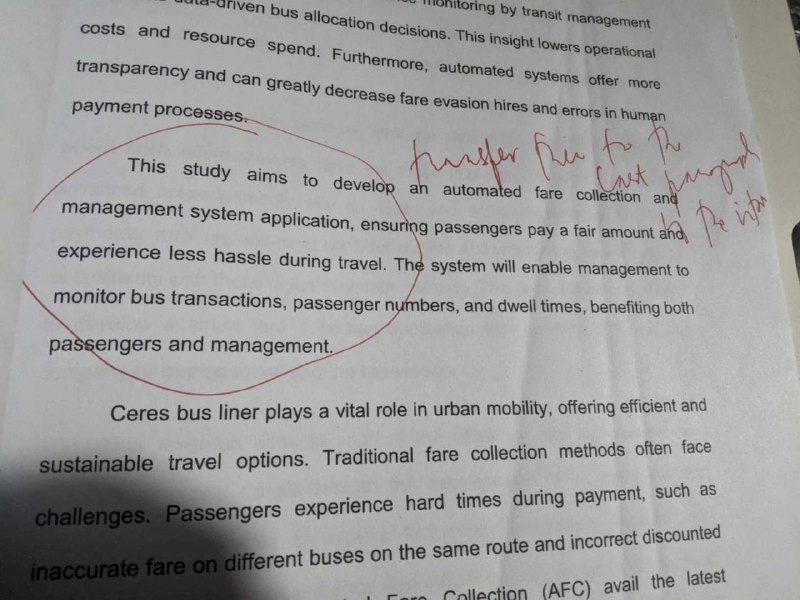 monitoring by transit management
data-driven bus allocation decisions. This insight lowers operational
costs and resource spend. Furthermore, automated systems offer more
transparency and can greatly decrease fare evasion hires and errors in human
payment processes.
transfer this to the
last paragraph
This study aims to develop an automated fare collection and
management system application, ensuring passengers pay a fair amount and
of the
experience less hassle during travel. The system will enable management to
monitor bus transactions, passenger numbers, and dwell times, benefiting both
passengers and management.
Ceres bus liner plays a vital role in urban mobility, offering efficient and
sustainable travel options. Traditional fare collection methods often face
challenges. Passengers experience hard times during payment, such as
inaccurate fare on different buses on the same route and incorrect discounted
Fare Collection (AFC) avail the latest